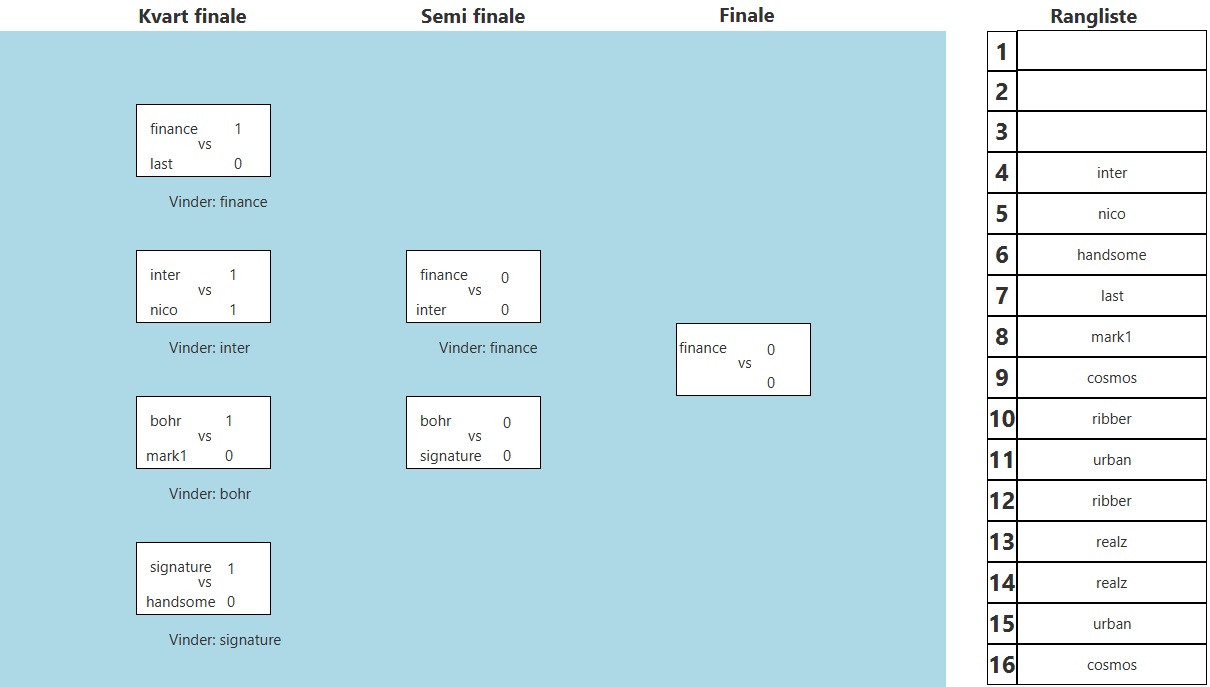 Kvart finale
Semi finale
Finale
Rangliste
finance 1
vs
last 0
Vinder: finance
inter 1
vs
nico 1
Vinder: inter
bohr 1
vs
mark1 0
Vinder: bohr
signature 1
vs
handsome 0
Vinder: signature
finance 0
vs
inter 0
Vinder: finance
bohr 0
vs
signature 0
finance 0
vs
0
1
2
3
4 inter
5 nico
6 handsome
7 last
8 mark1
9 cosmos
10 ribber
11 urban
12 ribber
13 realz
14 realz
15 urban
16 cosmos